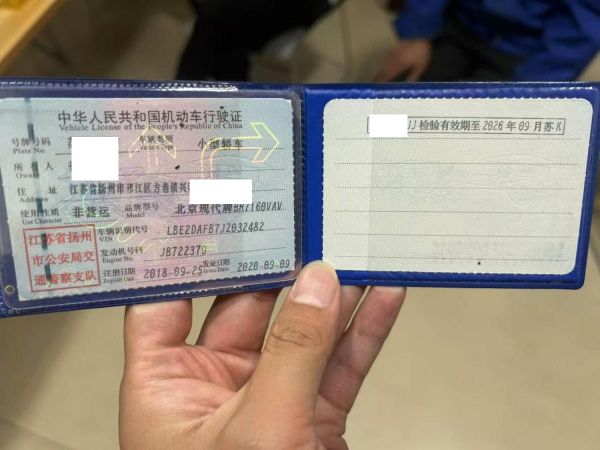 中华人民共和国机动车行驶证
Vehicle License of the People's Republic of China
号牌号码 车辆类型 小型轿车
Plate No.
所有人
Owner
住址 江苏省扬州市邗江区方巷镇兴
Address
使用性质 非营运 品牌型号 北京现代牌BH7160VAV
Use Character Model
车辆识别代号 LBE2DAFB7JZ032482
VIN
发动机号码 JB722379
Engine No.
注册日期 2018-09-25 发证日期 2020-09-09
Register Date Issue Date
江苏省扬州
市公安局交
通警察支队
检验有效期至2026年09月苏K